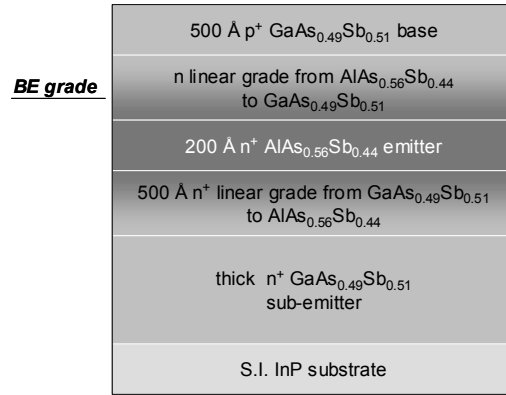 500 Å p⁺ GaAs₀.₄₉Sb₀.₅₁ base
BE grade
n linear grade from AlAs₀.₅₆Sb₀.₄₄
to GaAs₀.₄₉Sb₀.₅₁
200 Å n⁺ AlAs₀.₅₆Sb₀.₄₄ emitter
500 Å n⁺ linear grade from GaAs₀.₄₉Sb₀.₅₁
to AlAs₀.₅₆Sb₀.₄₄
thick n⁺ GaAs₀.₄₉Sb₀.₅₁
sub-emitter
S.I. InP substrate